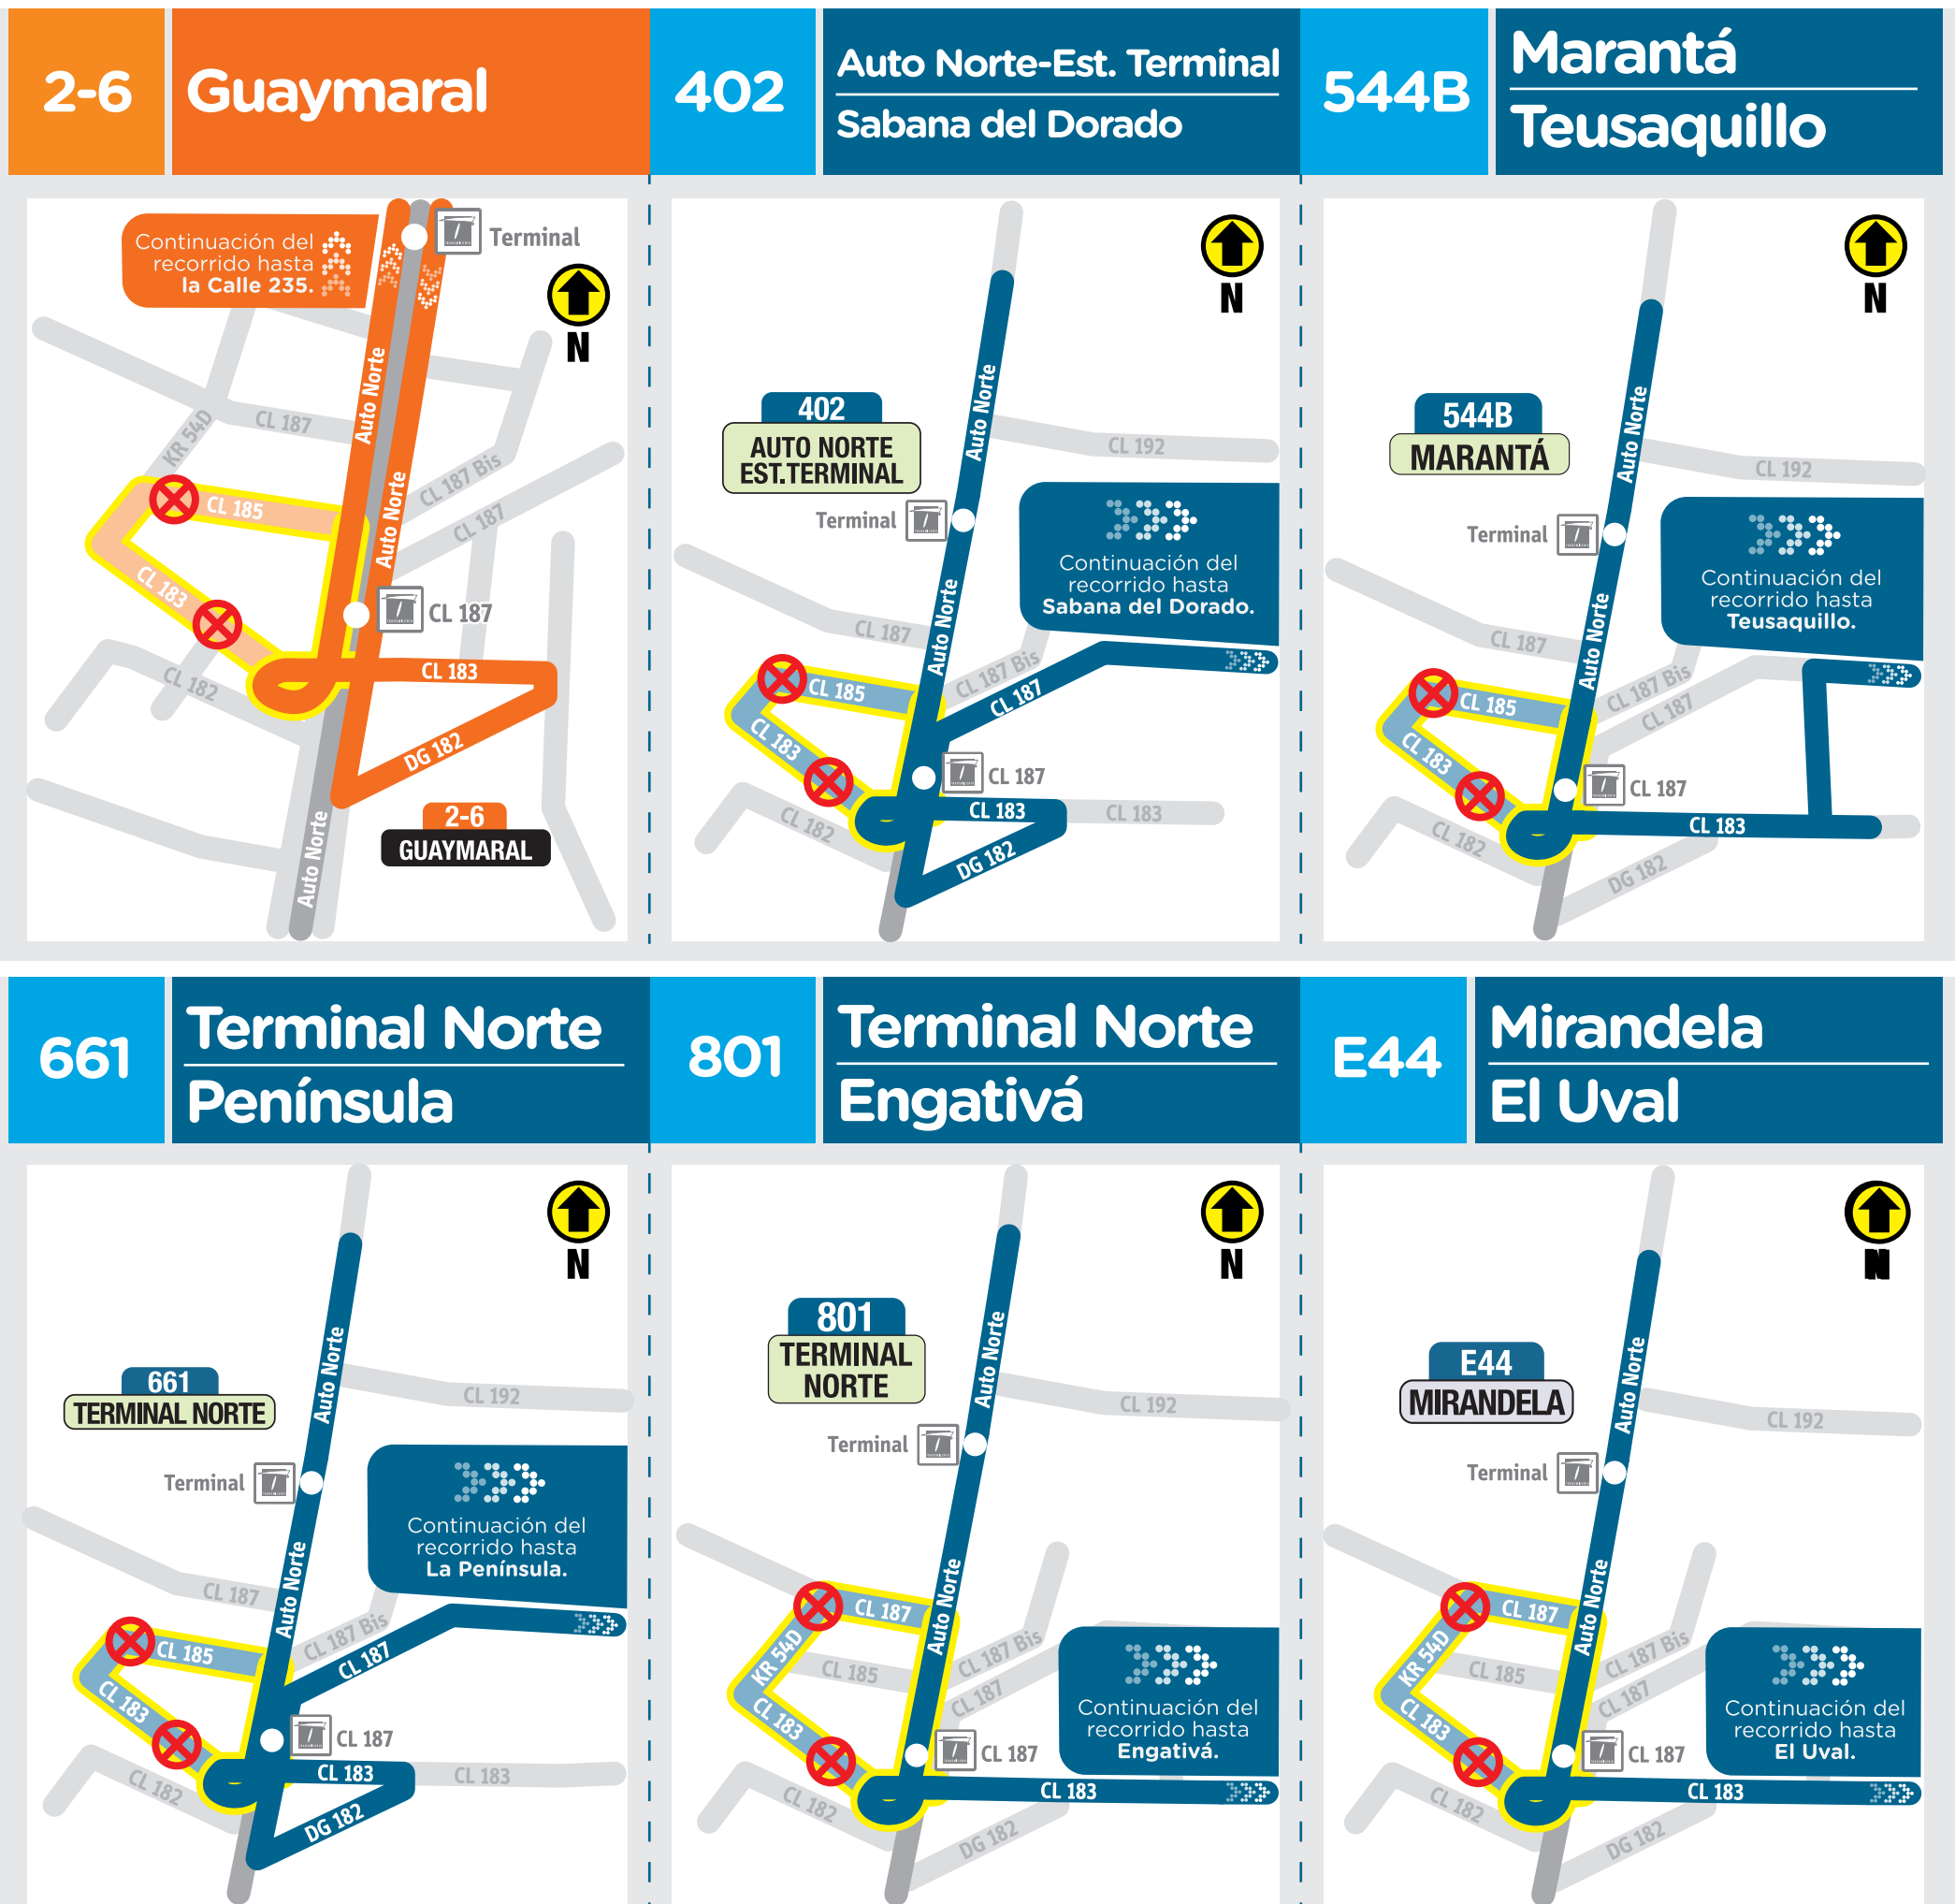 2-6
Guaymaral
Continuación del
recorrido hasta
la Calle 235.
Terminal
N
Auto Norte
KR 54D
CL 187
CL 187 Bis
CL 187
CL 185
Auto Norte
CL 183
CL 187
CL 182
CL 183
DG 182
2-6
GUAYMARAL
Auto Norte
402
Auto Norte-Est. Terminal
Sabana del Dorado
N
Auto Norte
402
AUTO NORTE
EST.TERMINAL
CL 192
Terminal
Continuación del
recorrido hasta
Sabana del Dorado.
Auto Norte
CL 187
CL 187 Bis
CL 187
CL 185
CL 183
CL 187
CL 183
CL 183
CL 182
DG 182
544B
Marantá
Teusaquillo
N
Auto Norte
544B
MARANTÁ
CL 192
Terminal
Continuación del
recorrido hasta
Teusaquillo.
Auto Norte
CL 187
CL 187 Bis
CL 187
CL 185
CL 183
CL 187
CL 183
CL 182
DG 182
661
Terminal Norte
Península
N
Auto Norte
661
TERMINAL NORTE
CL 192
Terminal
Continuación del
recorrido hasta
La Península.
Auto Norte
CL 187
CL 187 Bis
CL 187
CL 185
CL 183
CL 187
CL 183
CL 183
CL 182
DG 182
801
Terminal Norte
Engativá
N
Auto Norte
801
TERMINAL
NORTE
CL 192
Terminal
Auto Norte
CL 187
KR 54D
CL 185
CL 187 Bis
CL 187
CL 183
Continuación del
recorrido hasta
Engativá.
CL 187
CL 183
CL 182
DG 182
E44
Mirandela
El Uval
N
Auto Norte
E44
MIRANDELA
CL 192
Terminal
Auto Norte
CL 187
KR 54D
CL 185
CL 187 Bis
CL 187
CL 183
Continuación del
recorrido hasta
El Uval.
CL 187
CL 183
CL 182
DG 182